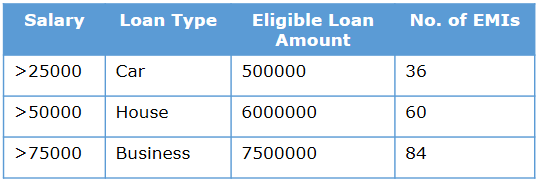 Salary Loan Type Eligible Loan Amount No. of EMIs
>25000 Car 500000 36
>50000 House 6000000 60
>75000 Business 7500000 84